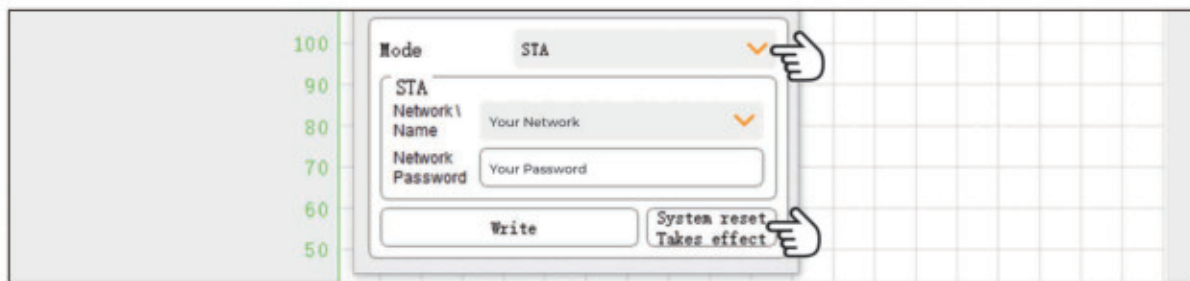 100
90
80
70
60
50
Mode STA
STA
Network\
Name
Your Network
Network
Password
Your Password
Write
System reset
Takes effect